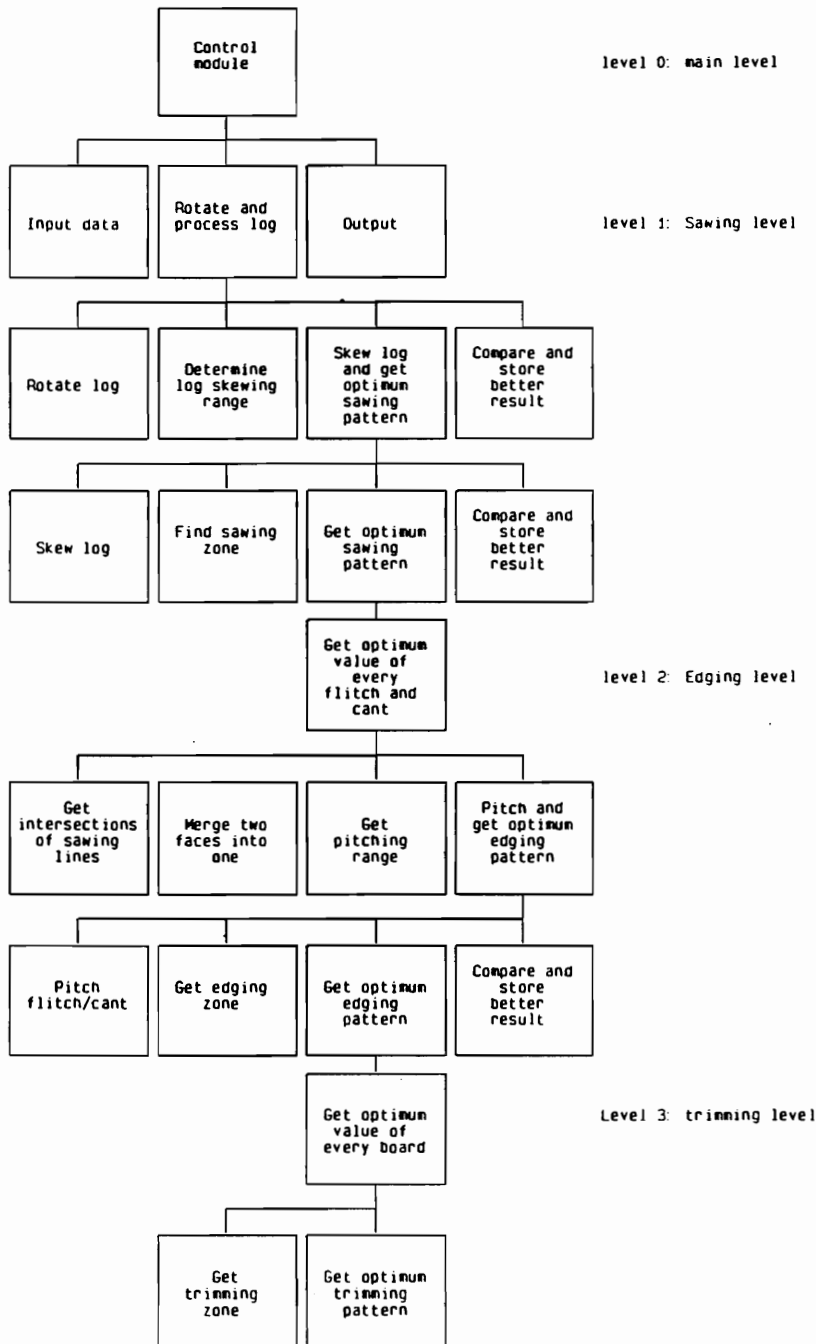 Control
module
level 0: main level
Input data
Rotate and
process log
Output
level 1: Sawing level
Rotate log
Determine
log skewing
range
Skew log
and get
optimum
sawing
pattern
Compare and
store
better
result
Skew log
Find sawing
zone
Get optimum
sawing
pattern
Compare and
store
better
result
Get optimum
value of
every
flitch and
cant
level 2: Edging level
Get
intersections
of sawing
lines
Merge two
faces into
one
Get
pitching
range
Pitch and
get optimum
edging
pattern
Pitch
flitch/cant
Get edging
zone
Get optimum
edging
pattern
Compare and
store
better
result
Get optimum
value of
every board
Level 3: trimming level
Get
trimming
zone
Get optimum
trimming
pattern